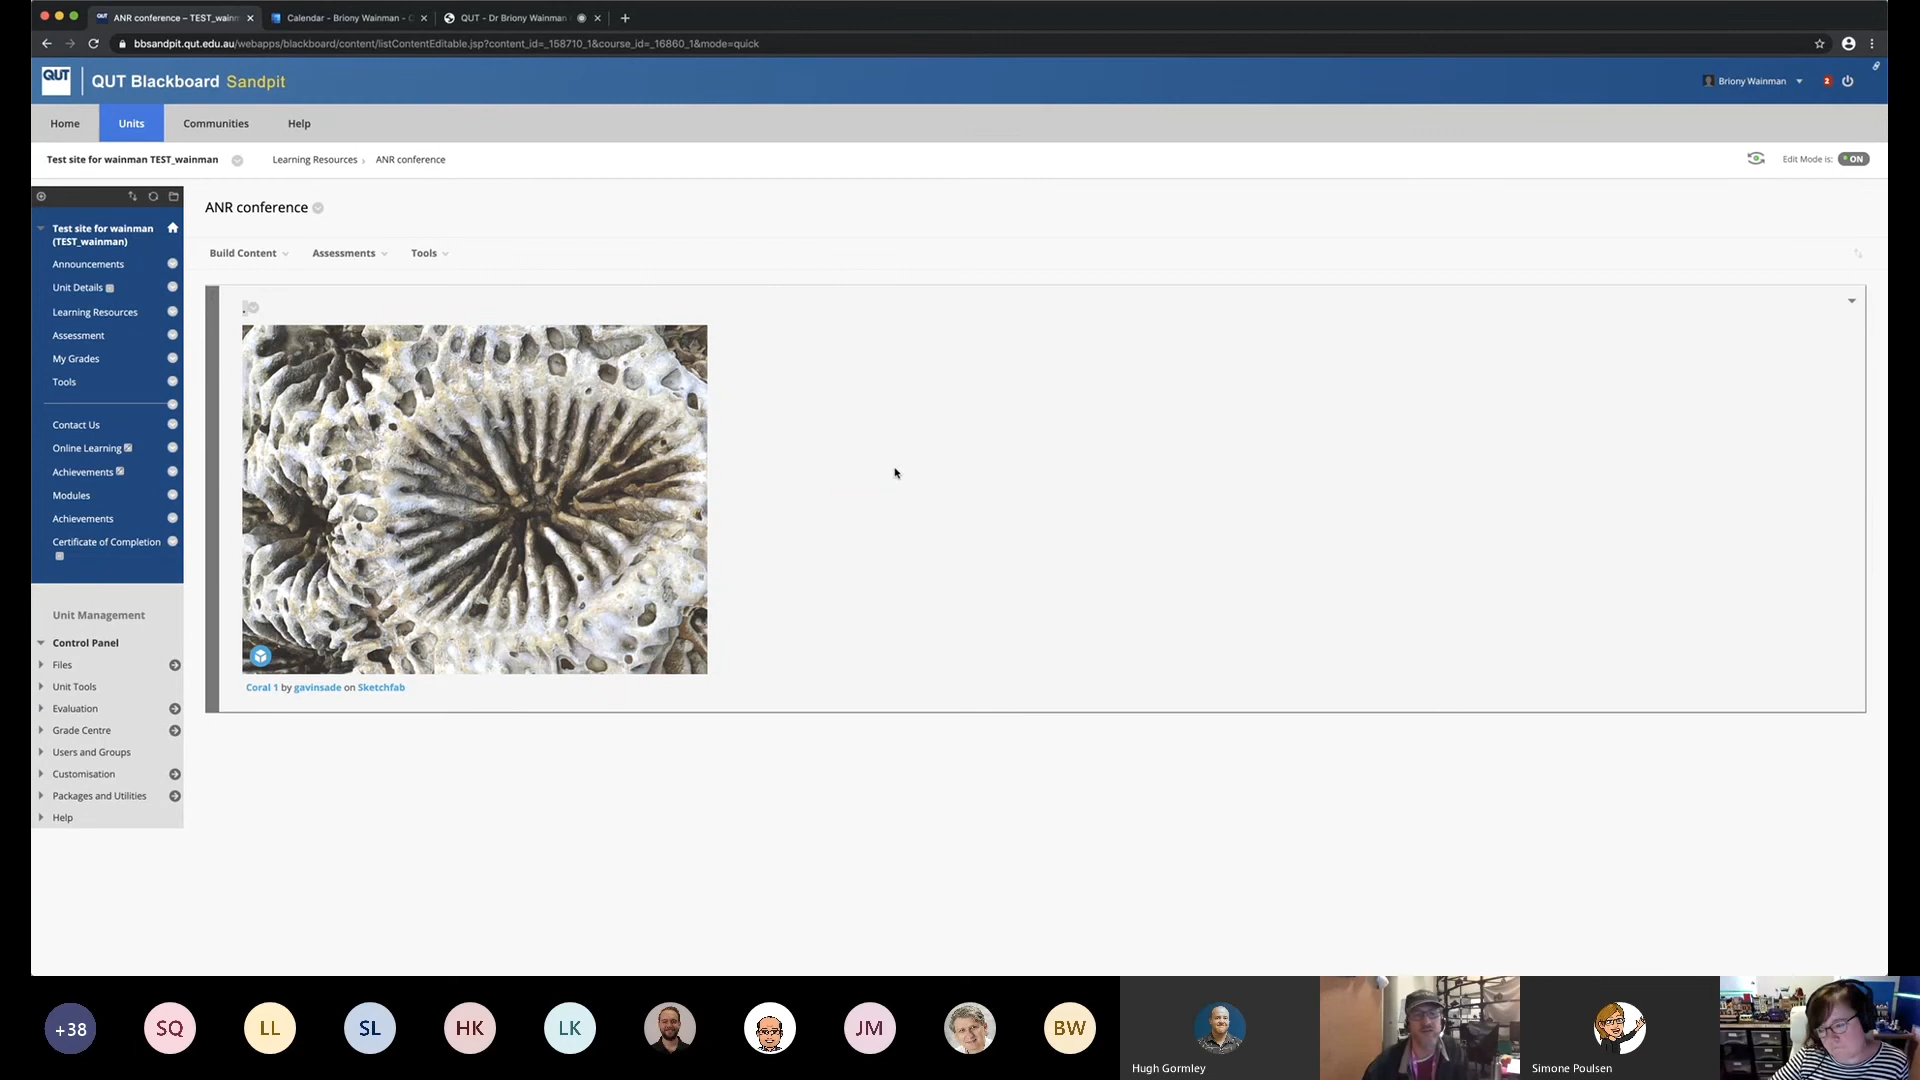 ANR conference – TEST_wainm
Calendar - Briony Wainman -
QUT - Dr Briony Wainman
bbsandpit.qut.edu.au/webapps/blackboard/content/listContentEditable.jsp?content_id=_158710_1&course_id=_16860_1&mode=quick
QUT
QUT Blackboard Sandpit
Briony Wainman
2
Home
Units
Communities
Help
Test site for wainman TEST_wainman
Learning Resources
ANR conference
Edit Mode is:
ON
ANR conference
Build Content
Assessments
Tools
Test site for wainman
(TEST_wainman)
Announcements
Unit Details
Learning Resources
Assessment
My Grades
Tools
Contact Us
Online Learning
Achievements
Modules
Achievements
Certificate of Completion
Unit Management
Control Panel
Files
Unit Tools
Evaluation
Grade Centre
Users and Groups
Customisation
Packages and Utilities
Help
Coral 1 by gavinsade on Sketchfab
+38
SQ
LL
SL
HK
LK
JM
BW
Hugh Gormley
Simone Poulsen